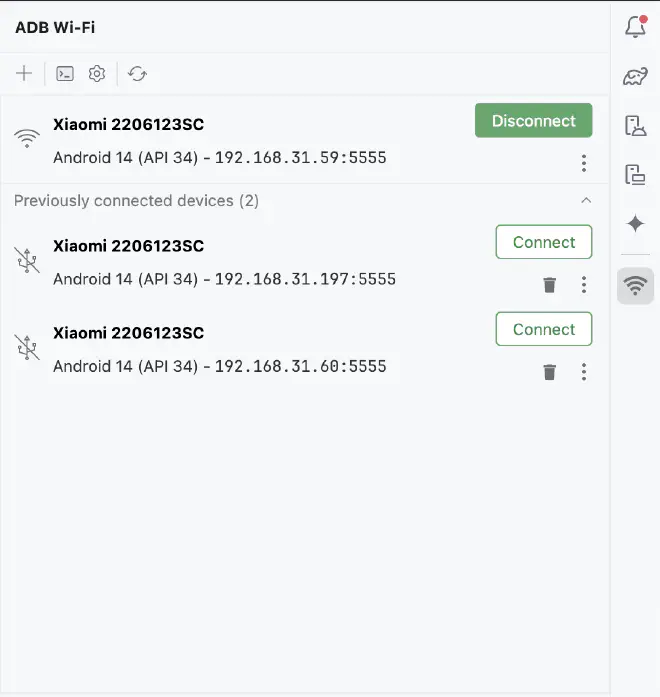 ADB Wi-Fi
Xiaomi 2206123SC
Disconnect
Android 14 (API 34) - 192.168.31.59:5555
Previously connected devices (2)
Xiaomi 2206123SC
Connect
Android 14 (API 34) - 192.168.31.197:5555
Xiaomi 2206123SC
Connect
Android 14 (API 34) - 192.168.31.60:5555